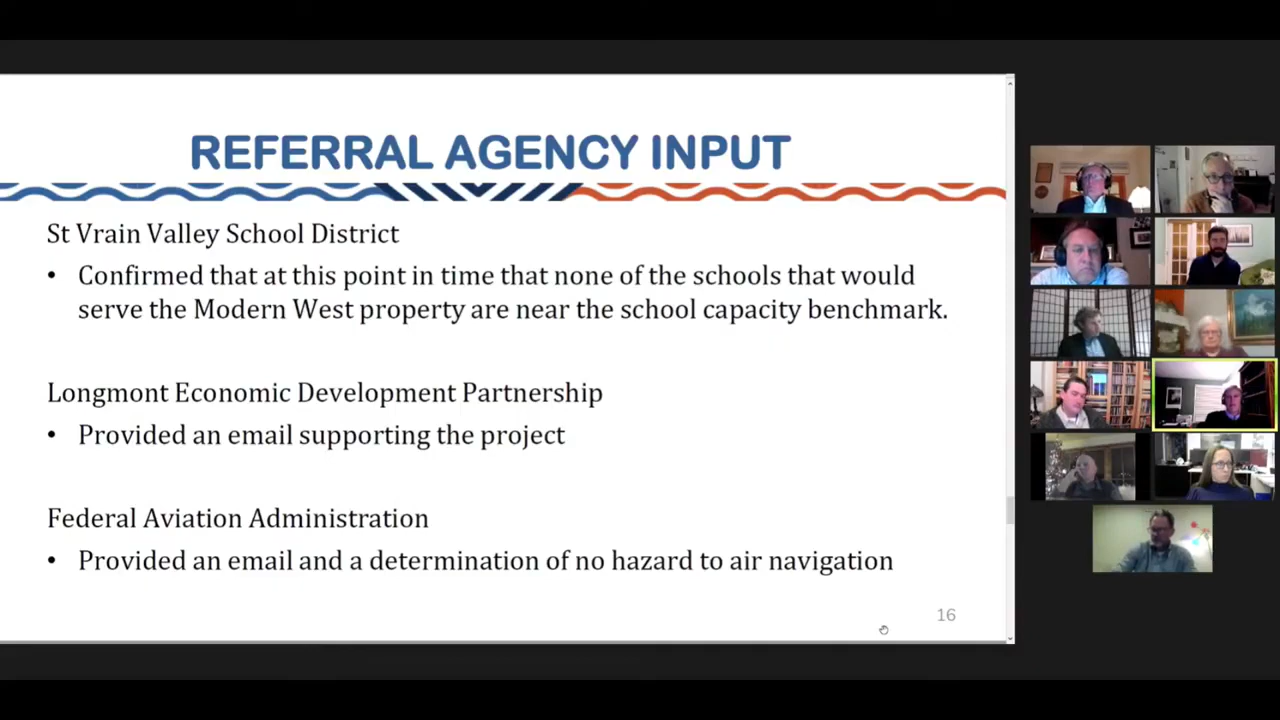 REFERRAL AGENCY INPUT
St Vrain Valley School District
• Confirmed that at this point in time that none of the schools that would
serve the Modern West property are near the school capacity benchmark.
Longmont Economic Development Partnership
• Provided an email supporting the project
Federal Aviation Administration
• Provided an email and a determination of no hazard to air navigation
16